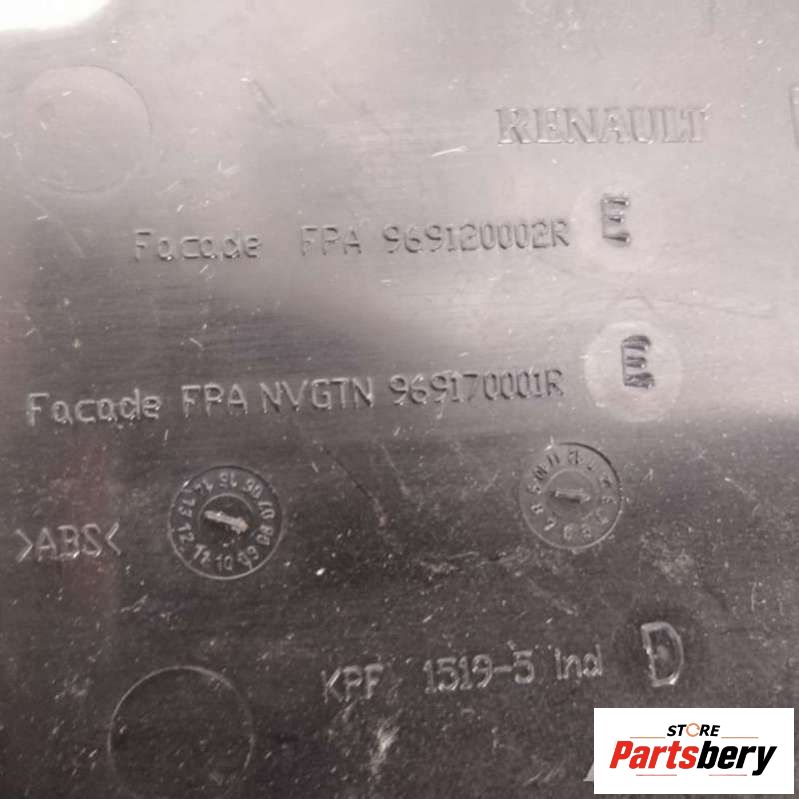 RENAULT
Facade FPA 969120002R E
Facade FPA NVGTN 969170001R E
>ABS<
KPF 1519-5 Ind D
STORE
Partsbery